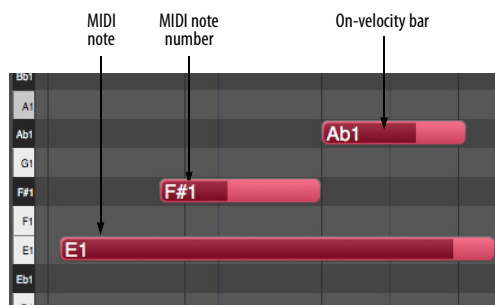 MIDI note
MIDI note number
On-velocity bar
Bb1
A1
Ab1
Ab1
G1
F#1
F#1
F1
E1
E1
Eb1